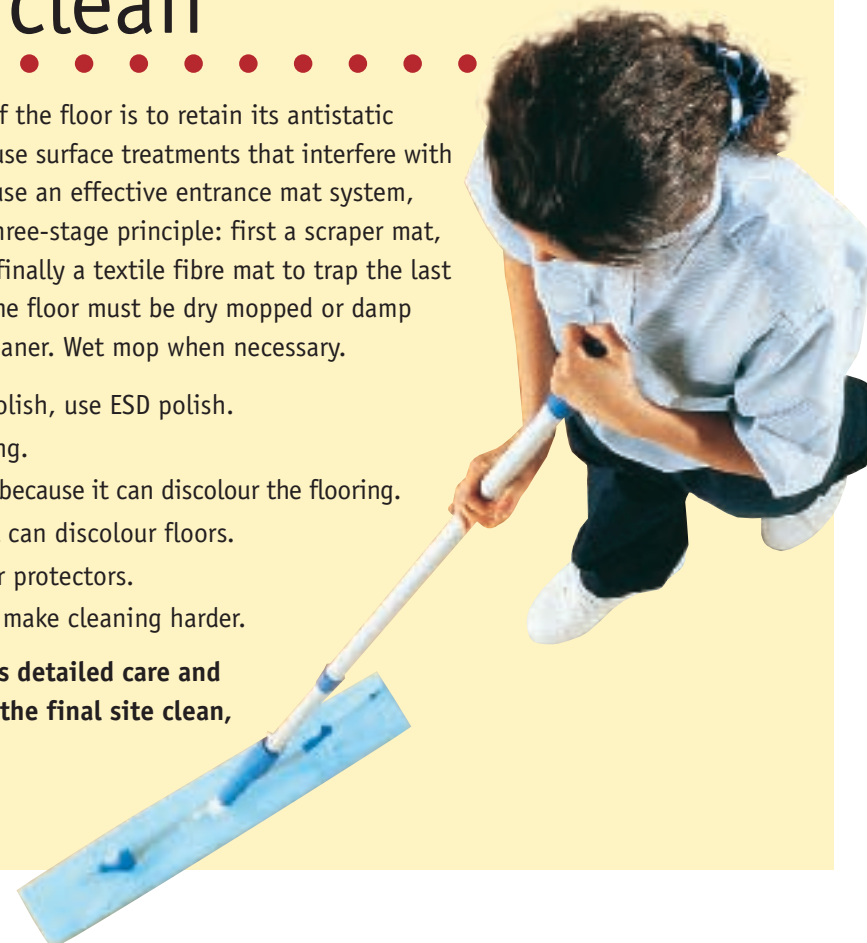 clean
f the floor is to retain its antistatic
use surface treatments that interfere with
use an effective entrance mat system,
hree-stage principle: first a scraper mat,
finally a textile fibre mat to trap the last
he floor must be dry mopped or damp
aner. Wet mop when necessary.
olish, use ESD polish.
ng.
because it can discolour the flooring.
can discolour floors.
r protectors.
make cleaning harder.
s detailed care and
the final site clean,